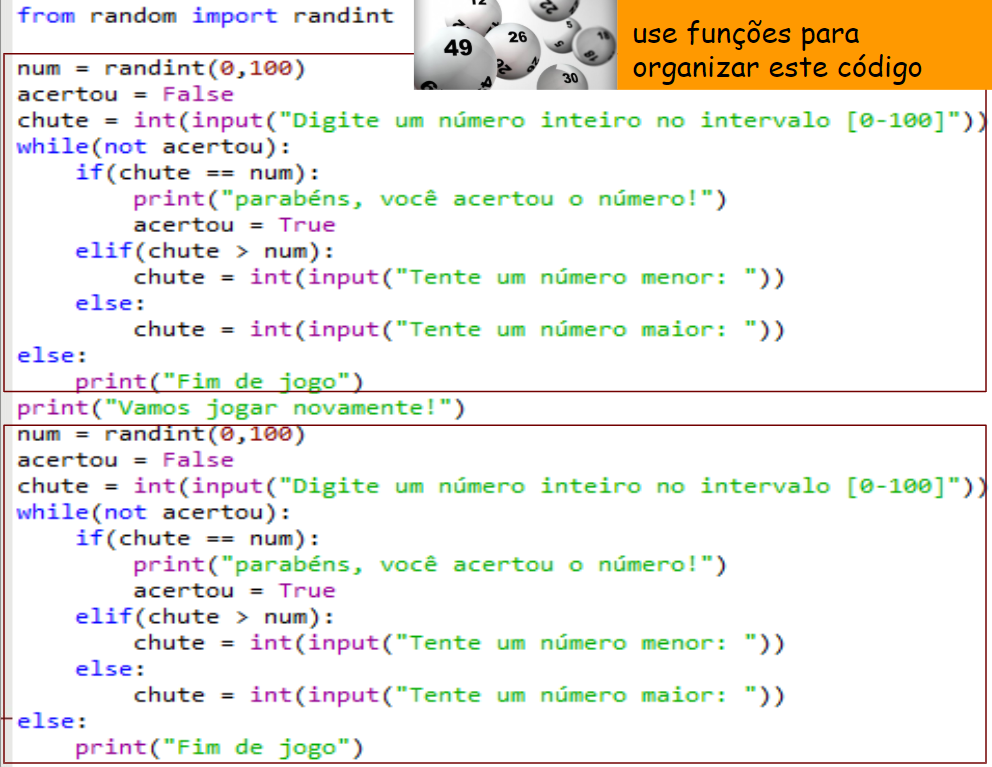 from random import randint
12
22
49
26
5
18
30
use funções para
organizar este código
num = randint(0,100)
acertou = False
chute = int(input("Digite um número inteiro no intervalo [0-100]"))
while(not acertou):
    if(chute == num):
        print("parabéns, você acertou o número!")
        acertou = True
    elif(chute > num):
        chute = int(input("Tente um número menor: "))
    else:
        chute = int(input("Tente um número maior: "))
else:
    print("Fim de jogo")
print("Vamos jogar novamente!")
num = randint(0,100)
acertou = False
chute = int(input("Digite um número inteiro no intervalo [0-100]"))
while(not acertou):
    if(chute == num):
        print("parabéns, você acertou o número!")
        acertou = True
    elif(chute > num):
        chute = int(input("Tente um número menor: "))
    else:
        chute = int(input("Tente um número maior: "))
else:
    print("Fim de jogo")